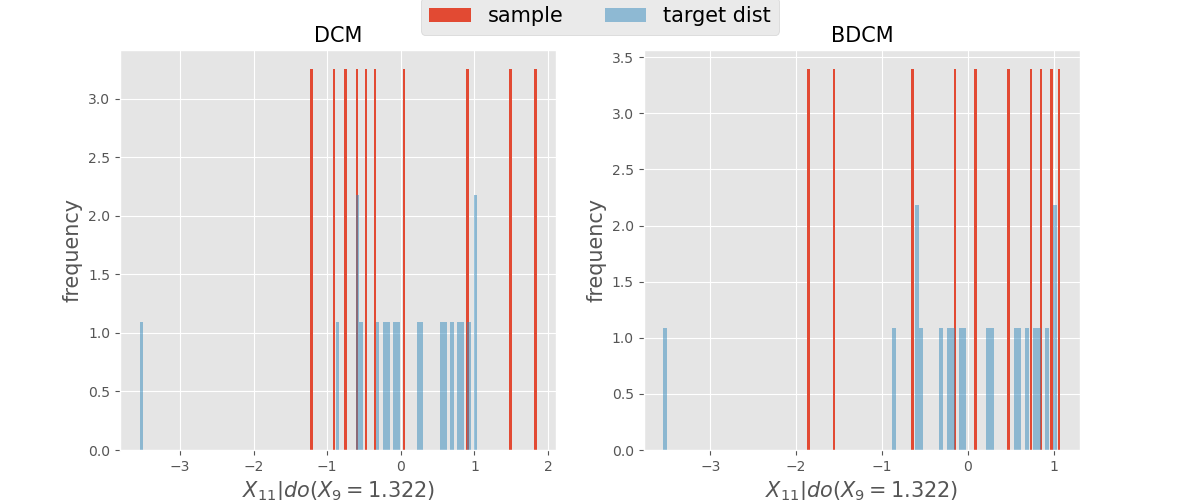 sample target dist
DCM
3.0
2.5
2.0
1.5
1.0
0.5
0.0
frequency
−3 −2 −1 0 1 2
X₁₁|do(X₉ = 1.322)
BDCM
3.5
3.0
2.5
2.0
1.5
1.0
0.5
0.0
frequency
−3 −2 −1 0 1
X₁₁|do(X₉ = 1.322)